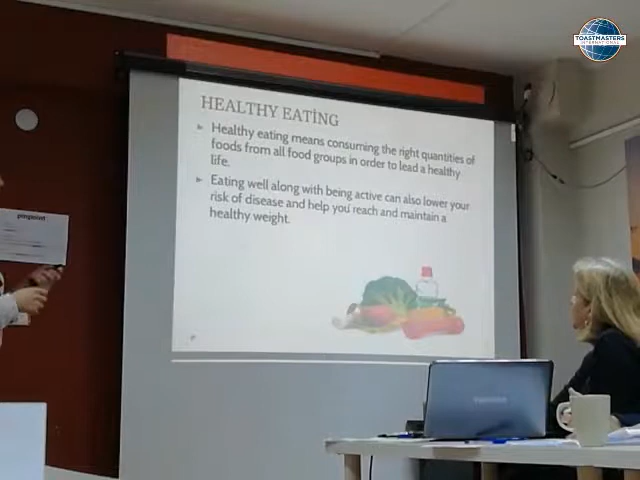 TOASTMASTERS
INTERNATIONAL
HEALTHY EATİNG
Healthy eating means consuming the right quantities of
foods from all food groups in order to lead a healthy
life.
Eating well along with being active can also lower your
risk of disease and help you reach and maintain a
healthy weight.
pinpoint